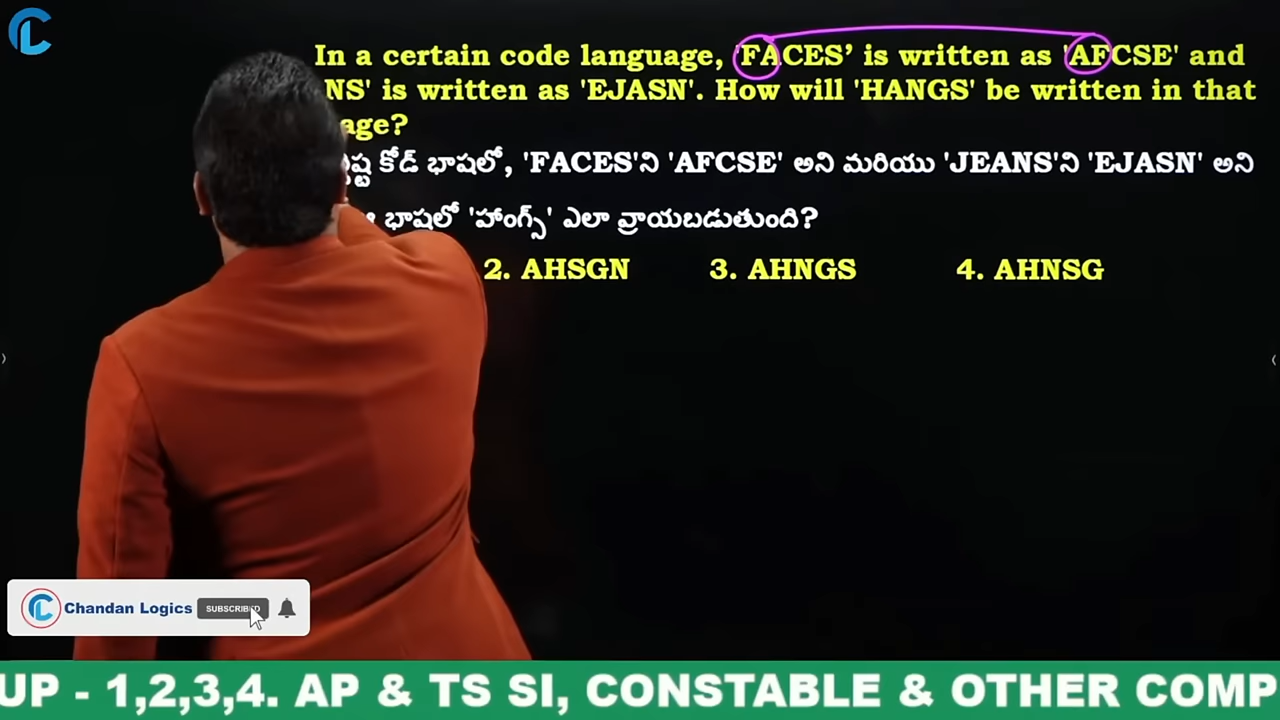 In a certain code language, 'FACES' is written as 'AFCSE' and
NS' is written as 'EJASN'. How will 'HANGS' be written in that
age?
కోడ్ భాషలో, 'FACES'ని 'AFCSE' అని మరియు 'JEANS'ని 'EJASN' అని
భాషలో 'హాంగ్స్' ఎలా వ్రాయబడుతుంది?
2. AHSGN 3. AHNGS 4. AHNSG
Chandan Logics SUBSCRIBED
UP - 1,2,3,4. AP & TS SI, CONSTABLE & OTHER COMP